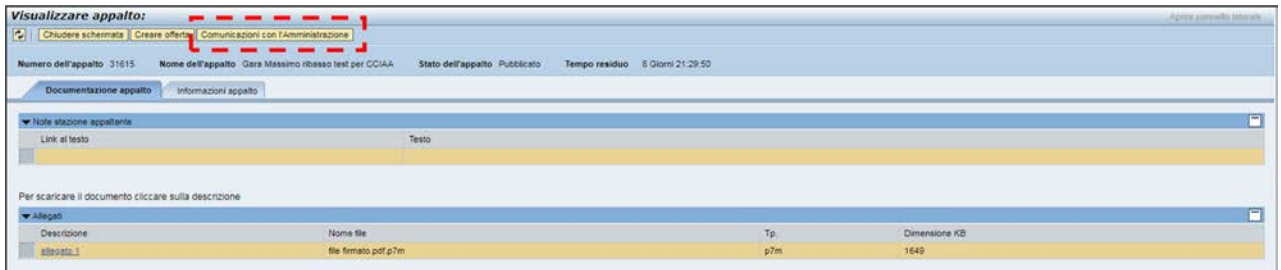 Visualizzare appalto:
Aprire pannello laterale
Chiudere schermata Creare offerta Comunicazioni con l'Amministrazione
Numero dell'appalto 31615 Nome dell'appalto Gara Massimo ribasso test per CCIAA Stato dell'appalto Pubblicato Tempo residuo 8 Giorni 21:29:50
Documentazione appalto Informazioni appalto
Note stazione appaltante
Link al testo Testo
Per scaricare il documento cliccare sulla descrizione
Allegati
Descrizione Nome file Tp. Dimensione KB
allegato 1 file firmato.pdf.p7m p7m 1649